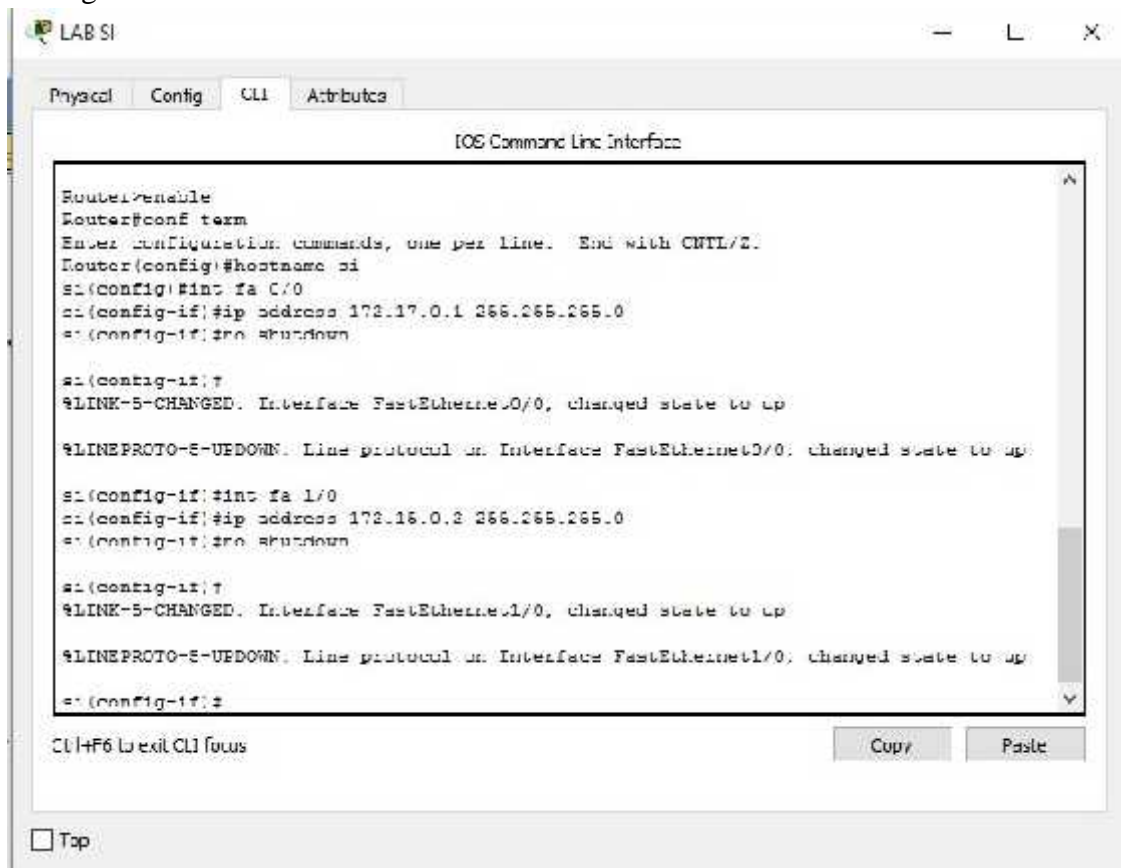 LAB SI
Physical Config CLI Attributes
IOS Command Line Interface
Router>enable
Router#conf term
Enter configuration commands, one per line. End with CNTL/Z.
Router(config)#hostname si
si(config)#int fa 0/0
si(config-if)#ip address 172.17.0.1 255.255.255.0
si(config-if)#no shutdown
si(config-if)#
%LINK-5-CHANGED: Interface FastEthernet0/0, changed state to up
%LINEPROTO-5-UPDOWN: Line protocol on Interface FastEthernet0/0, changed state to up
si(config-if)#int fa 1/0
si(config-if)#ip address 255.255.255.0
si(config-if)#no shutdown
si(config-if)#
%LINK-5-CHANGED: Interface FastEthernet1/0, changed state to up
%LINEPROTO-5-UPDOWN: Line protocol on Interface FastEthernet1/0, changed state to up
si(config-if)#
Ctrl+F6 to exit CLI focus
Copy Paste
Top